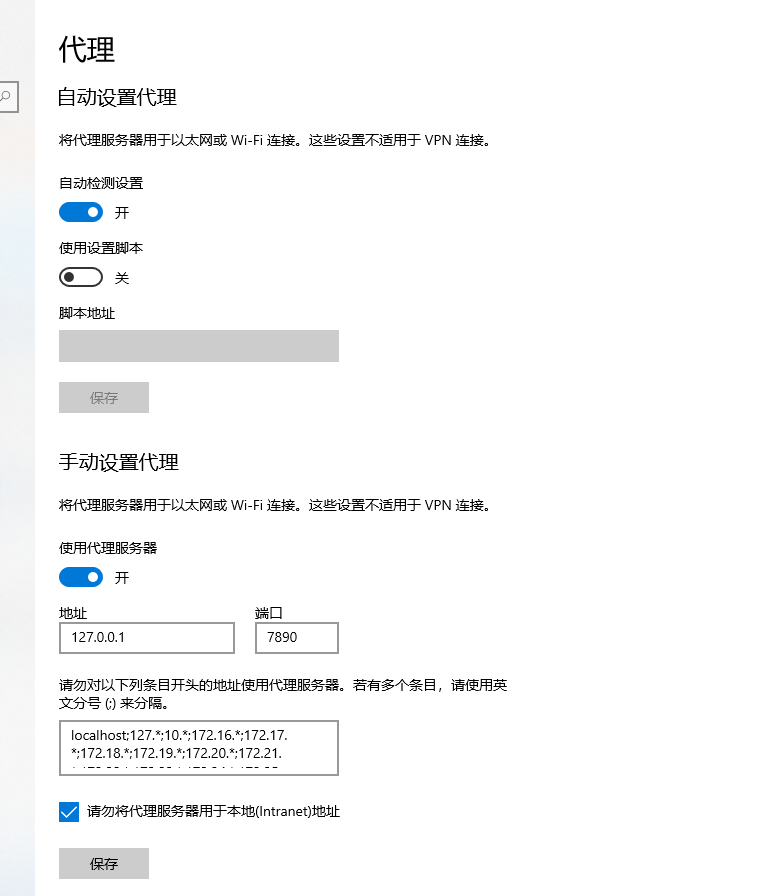 代理
自动设置代理
将代理服务器用于以太网或 Wi-Fi 连接。这些设置不适用于 VPN 连接。
自动检测设置
开
使用设置脚本
关
脚本地址
保存
手动设置代理
将代理服务器用于以太网或 Wi-Fi 连接。这些设置不适用于 VPN 连接。
使用代理服务器
开
地址 端口
127.0.0.1 7890
请勿对以下列条目开头的地址使用代理服务器。若有多个条目，请使用英
文分号 (;) 来分隔。
localhost;127.*;10.*;172.16.*;172.17.
*;172.18.*;172.19.*;172.20.*;172.21.
请勿将代理服务器用于本地(Intranet)地址
保存